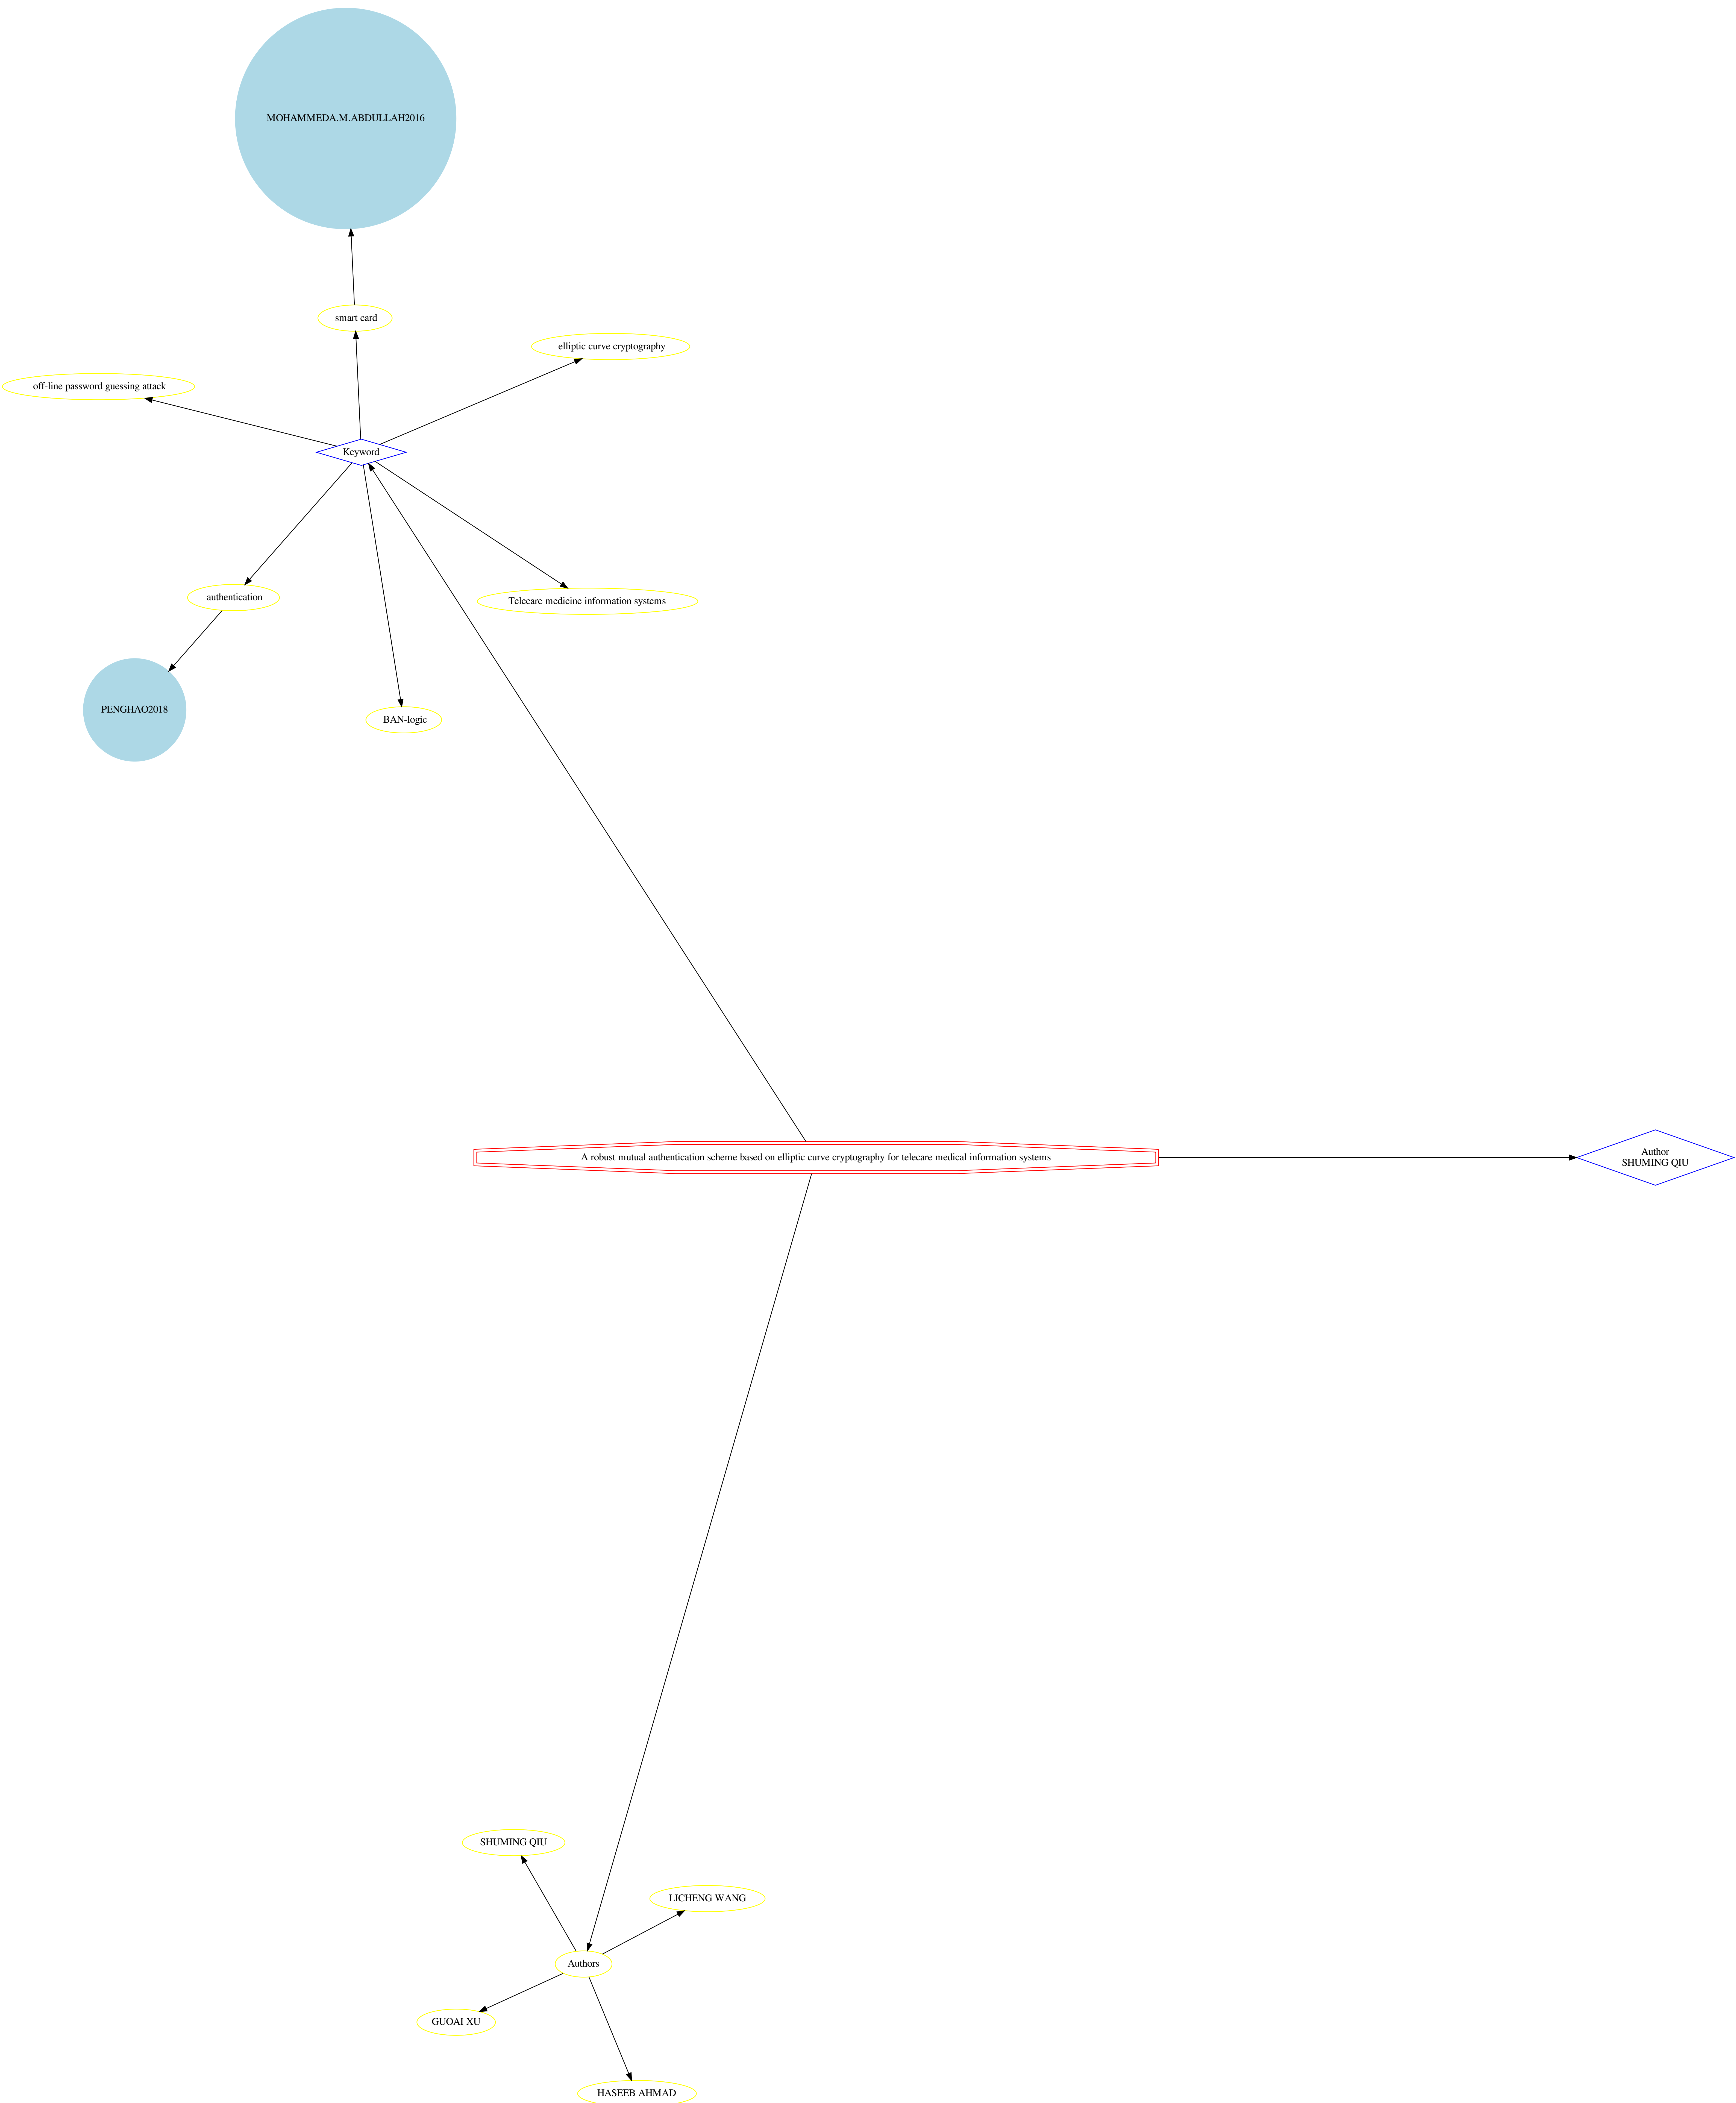 MOHAMMEDA.M.ABDULLAH2016
smart card
elliptic curve cryptography
off-line password guessing attack
Keyword
authentication
Telecare medicine information systems
PENGHAO2018
BAN-logic
A robust mutual authentication scheme based on elliptic curve cryptography for telecare medical information systems
Author
SHUMING QIU
SHUMING QIU
LICHENG WANG
Authors
GUOAI XU
HASEEB AHMAD